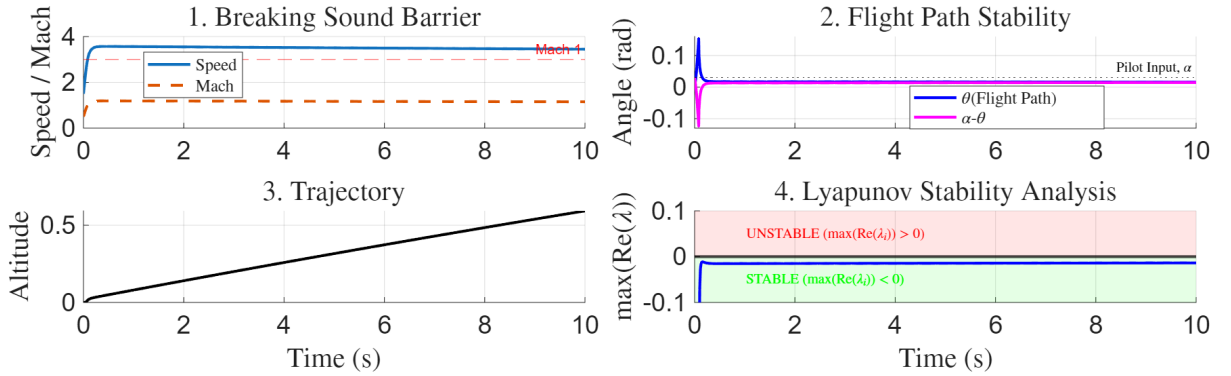 1. Breaking Sound Barrier
Speed / Mach
4
2
0
Mach 1
Speed
Mach
0 2 4 6 8 10
2. Flight Path Stability
Angle (rad)
0.1
0
-0.1
Pilot Input, α
θ(Flight Path)
α-θ
0 2 4 6 8 10
3. Trajectory
Altitude
0.5
0
0 2 4 6 8 10
Time (s)
4. Lyapunov Stability Analysis
max(Re(λ))
0.1
0
-0.1
UNSTABLE (max(Re(λᵢ)) > 0)
STABLE (max(Re(λᵢ)) < 0)
0 2 4 6 8 10
Time (s)